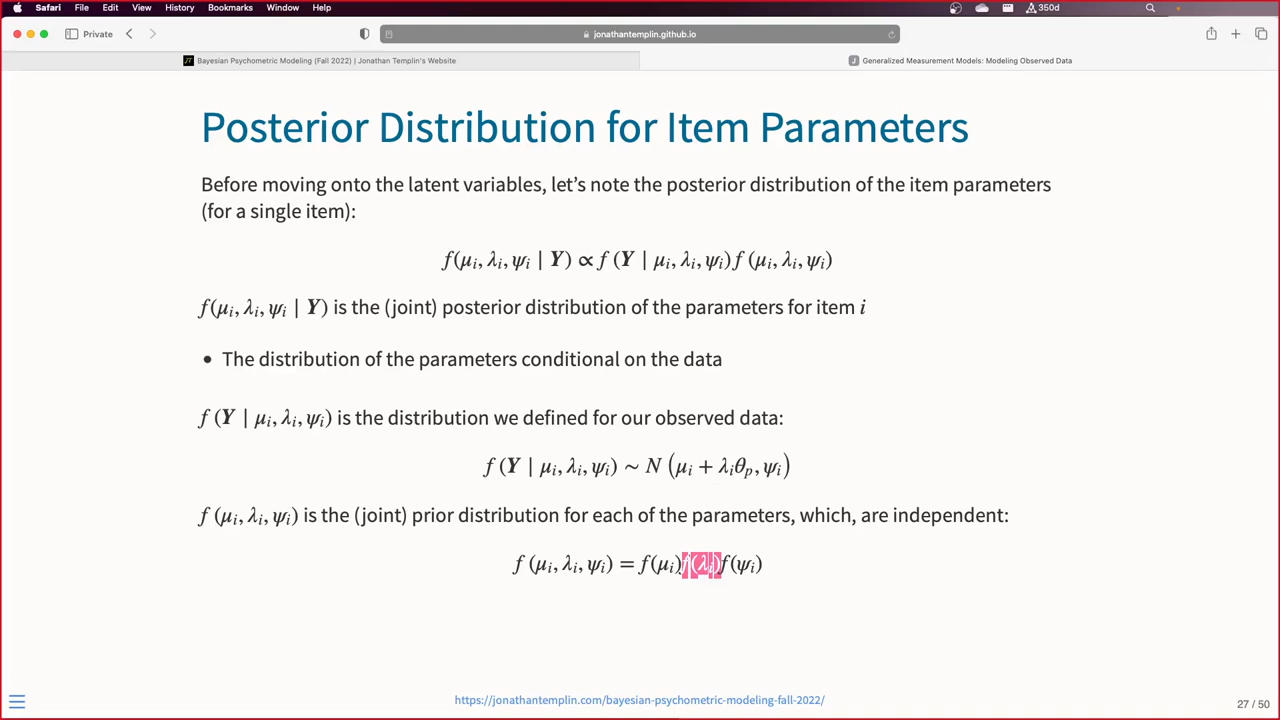 Safari File Edit View History Bookmarks Window Help 350d
Private jonathantemplin.github.io
Bayesian Psychometric Modeling (Fall 2022) | Jonathan Templin's Website
Generalized Measurement Models: Modeling Observed Data
Posterior Distribution for Item Parameters
Before moving onto the latent variables, let's note the posterior distribution of the item parameters
(for a single item):
f(μᵢ, λᵢ, ψᵢ | Y) ∝ f (Y | μᵢ, λᵢ, ψᵢ) f (μᵢ, λᵢ, ψᵢ)
f(μᵢ, λᵢ, ψᵢ | Y) is the (joint) posterior distribution of the parameters for item i
• The distribution of the parameters conditional on the data
f (Y | μᵢ, λᵢ, ψᵢ) is the distribution we defined for our observed data:
f (Y | μᵢ, λᵢ, ψᵢ) ∼ N (μᵢ + λᵢθₚ, ψᵢ)
f (μᵢ, λᵢ, ψᵢ) is the (joint) prior distribution for each of the parameters, which, are independent:
f (μᵢ, λᵢ, ψᵢ) = f(μᵢ)f(λᵢ)f(ψᵢ)
https://jonathantemplin.com/bayesian-psychometric-modeling-fall-2022/
27 / 50